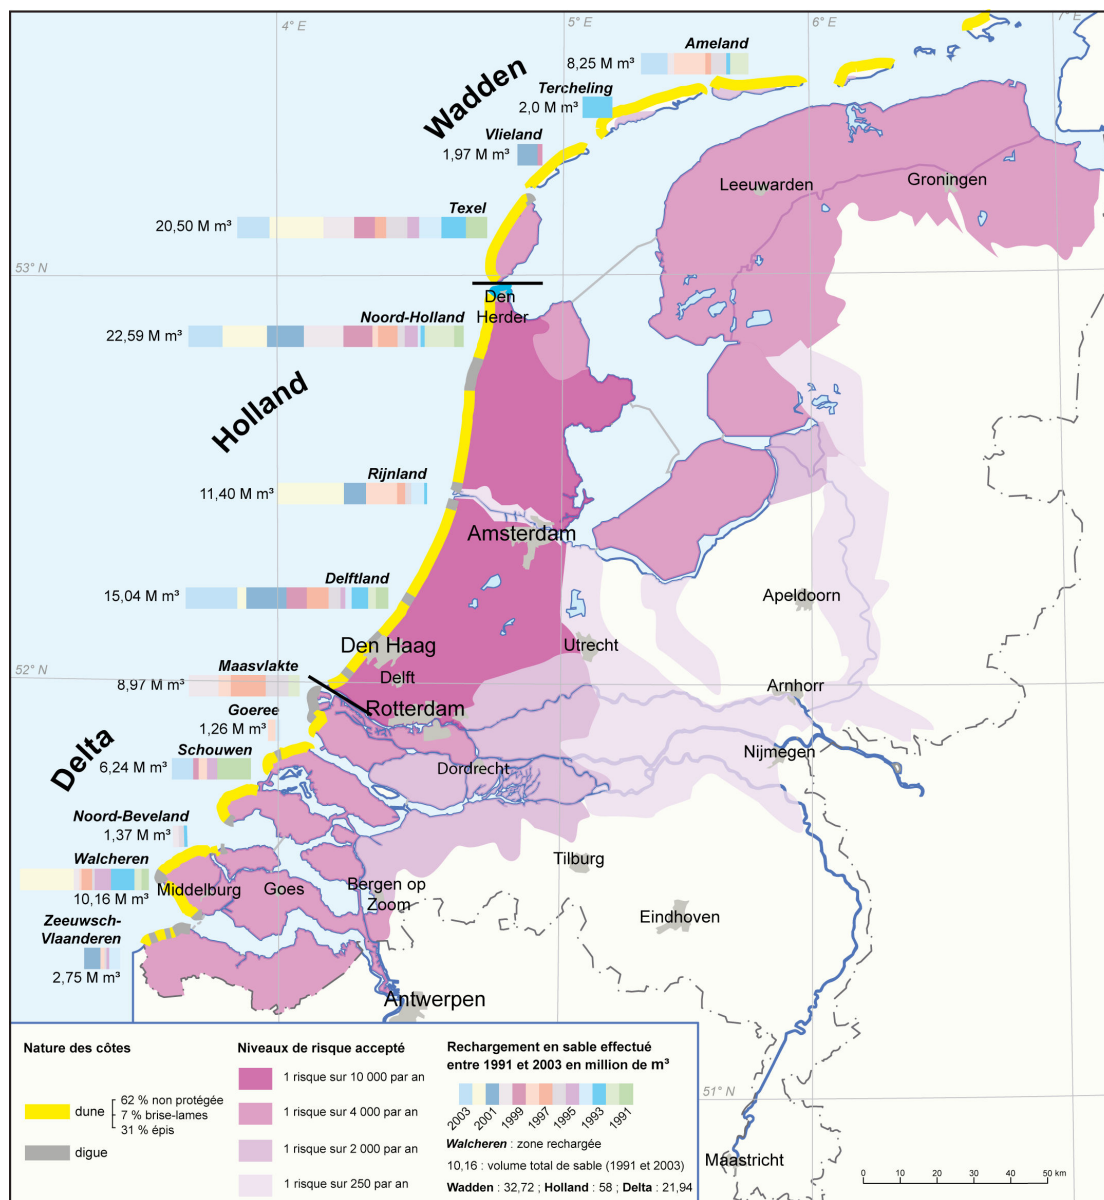 4° E
5° E
6° E
7° E
Ameland
8,25 M m³
Wadden
Tercheling
2,0 M m³
Vlieland
1,97 M m³
Leeuwarden
Groningen
Texel
20,50 M m³
53° N
Den
Herder
Noord-Holland
22,59 M m³
Holland
Rijnland
11,40 M m³
Amsterdam
Delftland
15,04 M m³
Apeldoorn
Den Haag
Utrecht
52° N
Maasvlakte
8,97 M m³
Delft
Arnhorr
Goeree
1,26 M m³
Rotterdam
Delta
Schouwen
6,24 M m³
Nijmegen
Dordrecht
Noord-Beveland
1,37 M m³
Walcheren
10,16 M m³
Tilburg
Middelburg
Goes
Bergen op
Zoom
Eindhoven
Zeeuwsch-
Vlaanderen
2,75 M m³
Antwerpen
51° N
Maastricht
Nature des côtes
dune
62 % non protégée
7 % brise-lames
31 % épis
digue
Niveaux de risque accepté
1 risque sur 10 000 par an
1 risque sur 4 000 par an
1 risque sur 2 000 par an
1 risque sur 250 par an
Rechargement en sable effectué
entre 1991 et 2003 en million de m³
2003 2001 1999 1997 1995 1993 1991
Walcheren : zone rechargée
10,16 : volume total de sable (1991 et 2003)
Wadden : 32,72 ; Holland : 58 ; Delta : 21,94
0 10 20 30 40 50 km